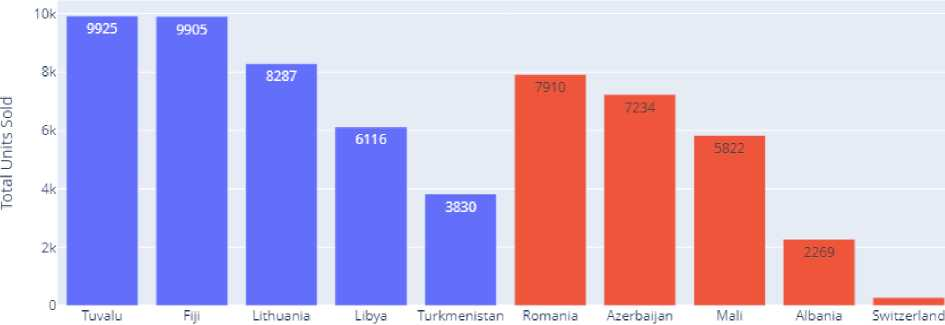 Total Units Sold
10k
8k
6k
4k
2k
0
9925
9905
8287
6116
3830
7910
7234
5822
2269
Tuvalu
Fiji
Lithuania
Libya
Turkmenistan
Romania
Azerbaijan
Mali
Albania
Switzerland